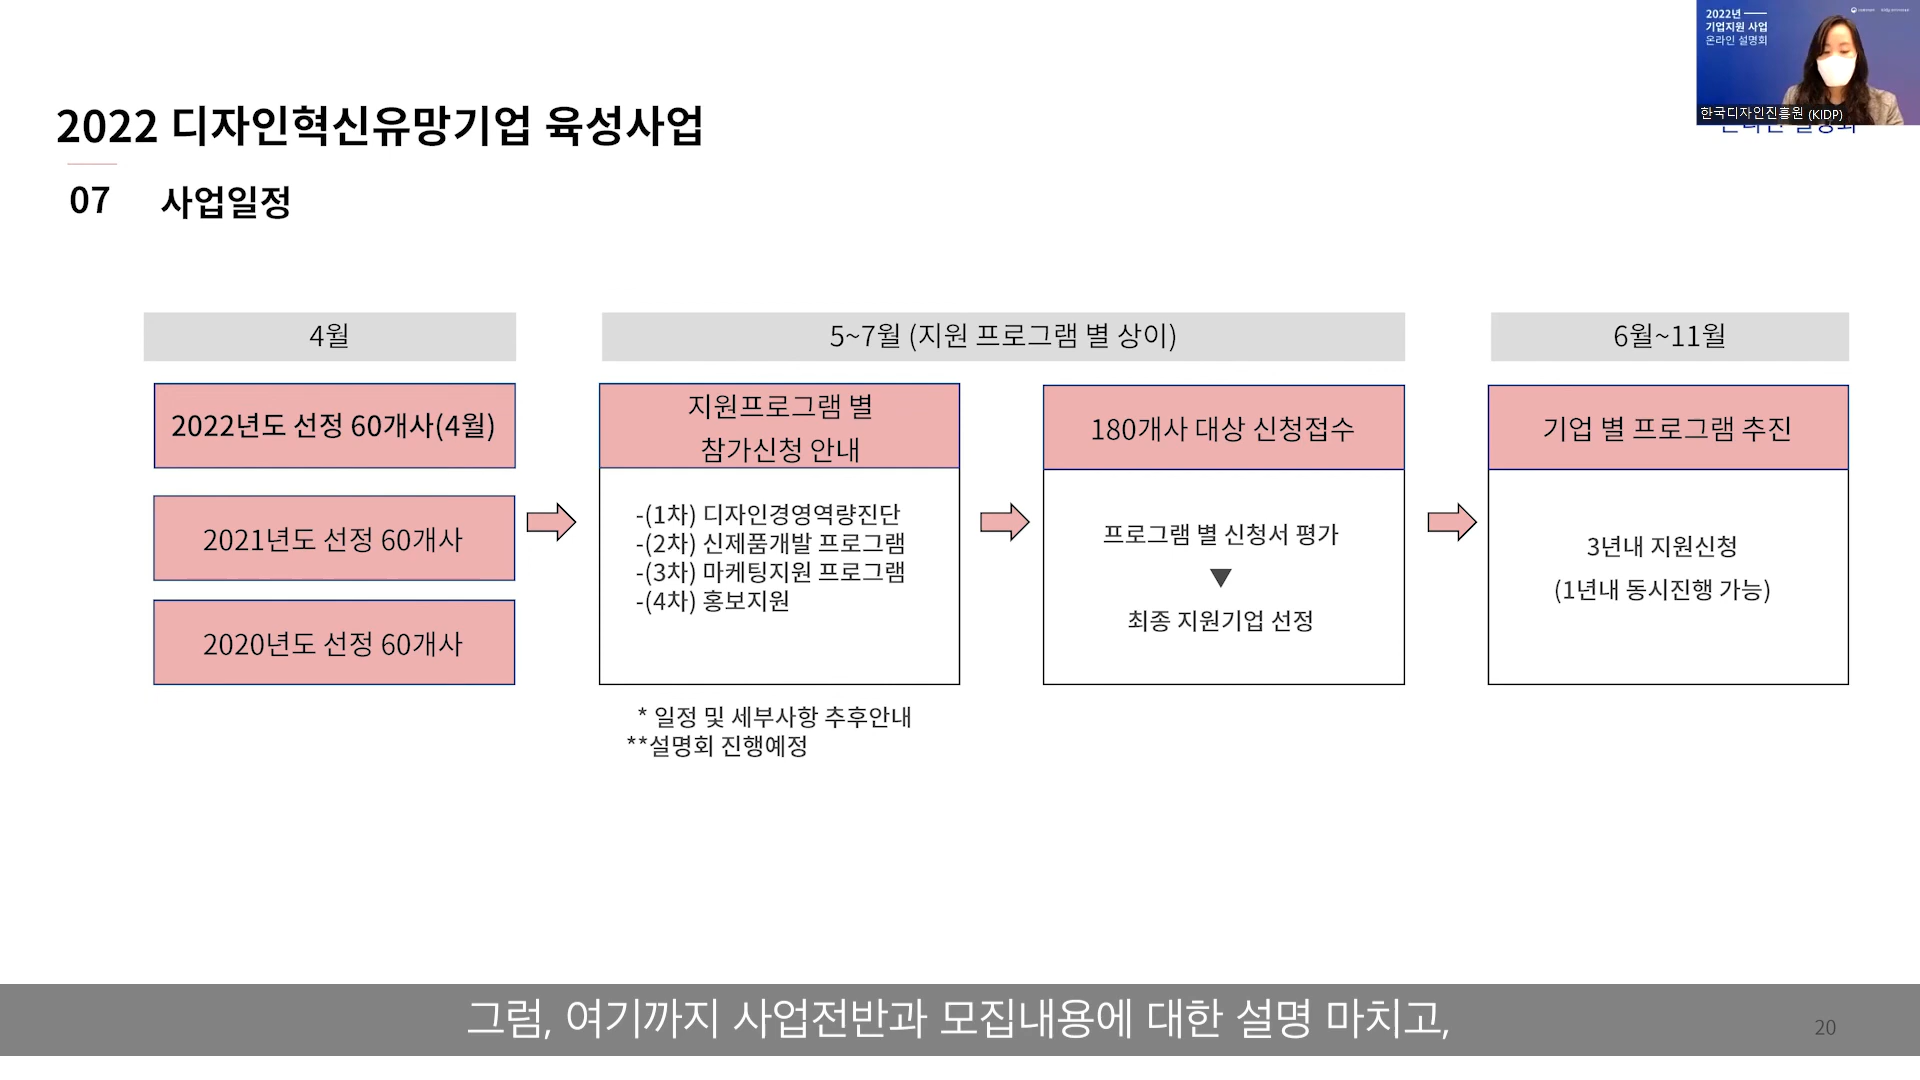 2022년
기업지원 사업
온라인 설명회
한국디자인진흥원 (KIDP)
온라인 설명회
2022 디자인혁신유망기업 육성사업
07 사업일정
4월
5~7월 (지원 프로그램 별 상이)
6월~11월
2022년도 선정 60개사(4월)
2021년도 선정 60개사
2020년도 선정 60개사
지원프로그램 별
참가신청 안내
-(1차) 디자인경영역량진단
-(2차) 신제품개발 프로그램
-(3차) 마케팅지원 프로그램
-(4차) 홍보지원
* 일정 및 세부사항 추후안내
**설명회 진행예정
180개사 대상 신청접수
프로그램 별 신청서 평가
▼
최종 지원기업 선정
기업 별 프로그램 추진
3년내 지원신청
(1년내 동시진행 가능)
그럼, 여기까지 사업전반과 모집내용에 대한 설명 마치고,
20